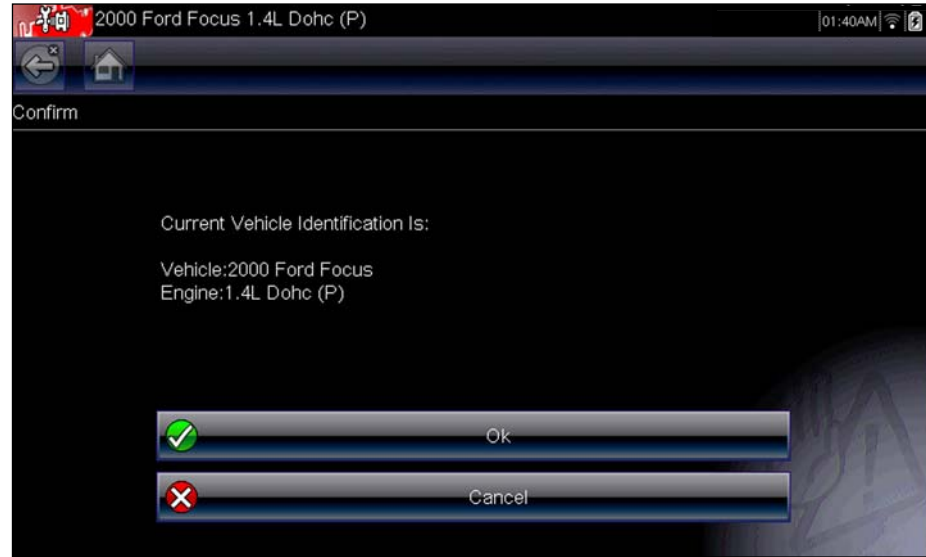 2000 Ford Focus 1.4L Dohc (P)
01:40AM
Confirm
Current Vehicle Identification Is:
Vehicle:2000 Ford Focus
Engine:1.4L Dohc (P)
Ok
Cancel